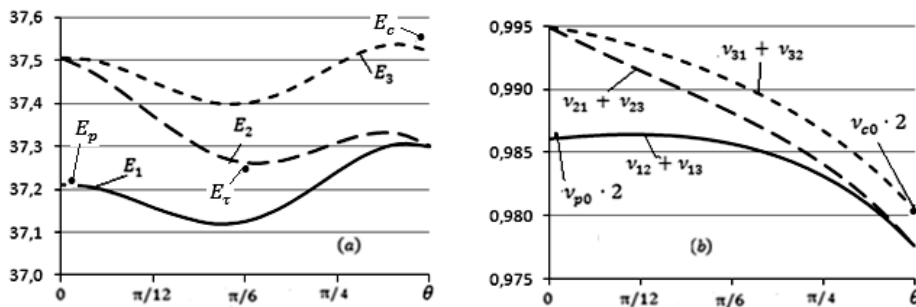 37,6
37,5
37,4
37,3
37,2
37,1
37,0
E_c
E_3
E_2
E_p
E_1
E_τ
(a)
0
π/12
π/6
π/4
θ
0,995
0,990
0,985
0,980
0,975
ν_31 + ν_32
ν_21 + ν_23
ν_c0 · 2
ν_12 + ν_13
ν_p0 · 2
(b)
0
π/12
π/6
π/4
θ